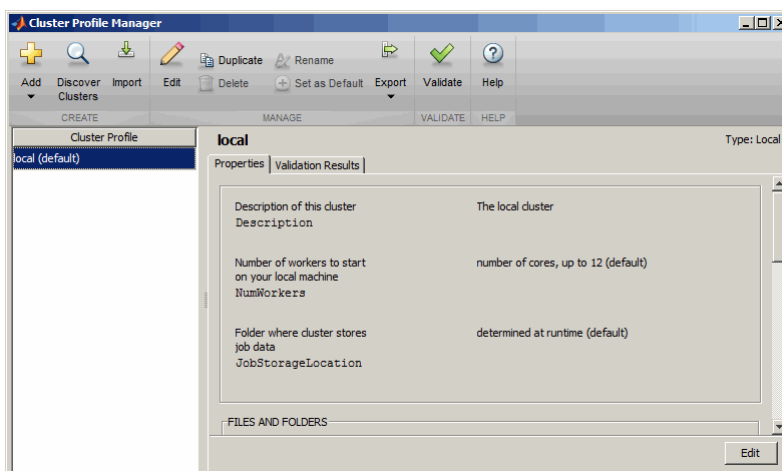 Cluster Profile Manager
Add
Discover
Clusters
Import
Edit
Duplicate
Delete
Rename
Set as Default
Export
Validate
Help
CREATE
MANAGE
VALIDATE
HELP
Cluster Profile
local (default)
local
Type: Local
Properties
Validation Results
Description of this cluster
Description
The local cluster
Number of workers to start
on your local machine
NumWorkers
number of cores, up to 12 (default)
Folder where cluster stores
job data
JobStorageLocation
determined at runtime (default)
FILES AND FOLDERS
Edit